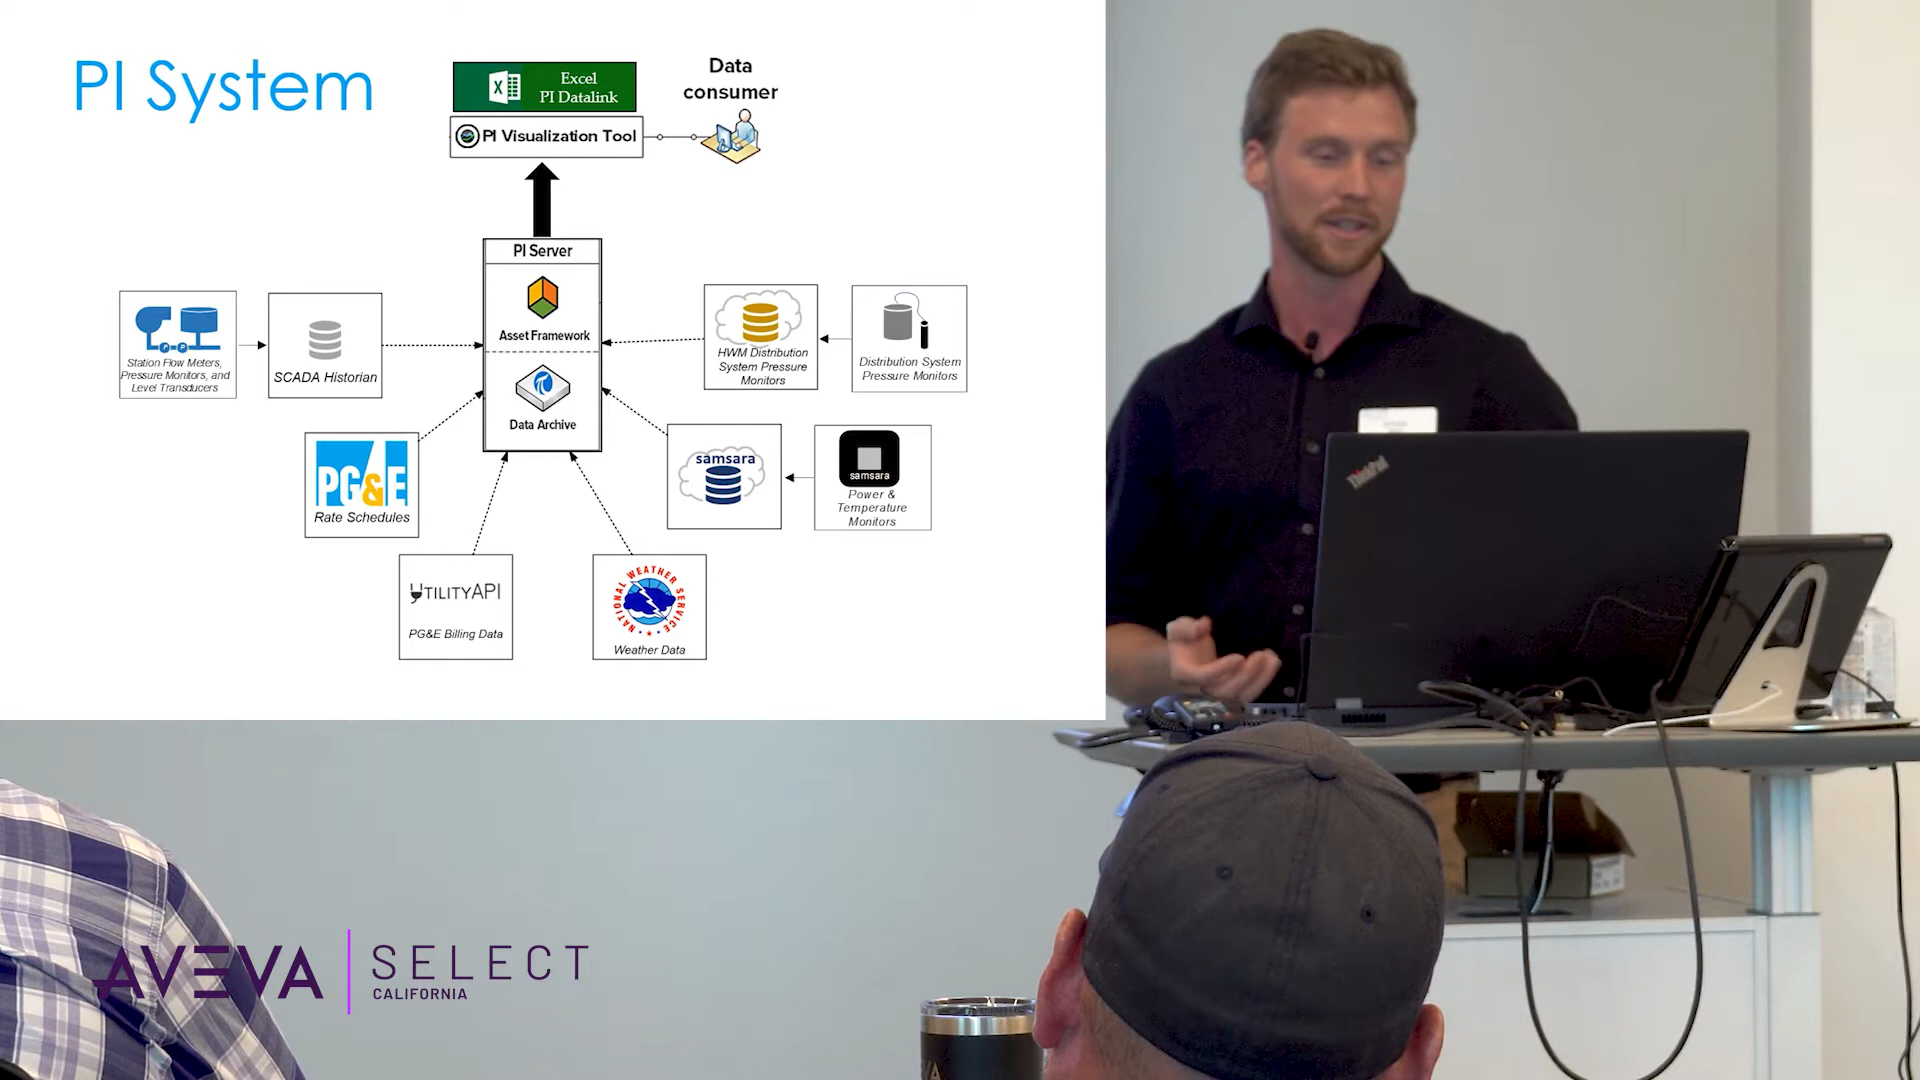 PI System
Excel
PI Datalink
Data
consumer
PI Visualization Tool
PI Server
Asset Framework
Data Archive
Station Flow Meters,
Pressure Monitors, and
Level Transducers
SCADA Historian
HWM Distribution
System Pressure
Monitors
Distribution System
Pressure Monitors
PG&E
Rate Schedules
samsara
samsara
Power &
Temperature
Monitors
UTILITYAPI
PG&E Billing Data
NATIONAL WEATHER SERVICE
Weather Data
ThinkPad
AVEVA
SELECT
CALIFORNIA